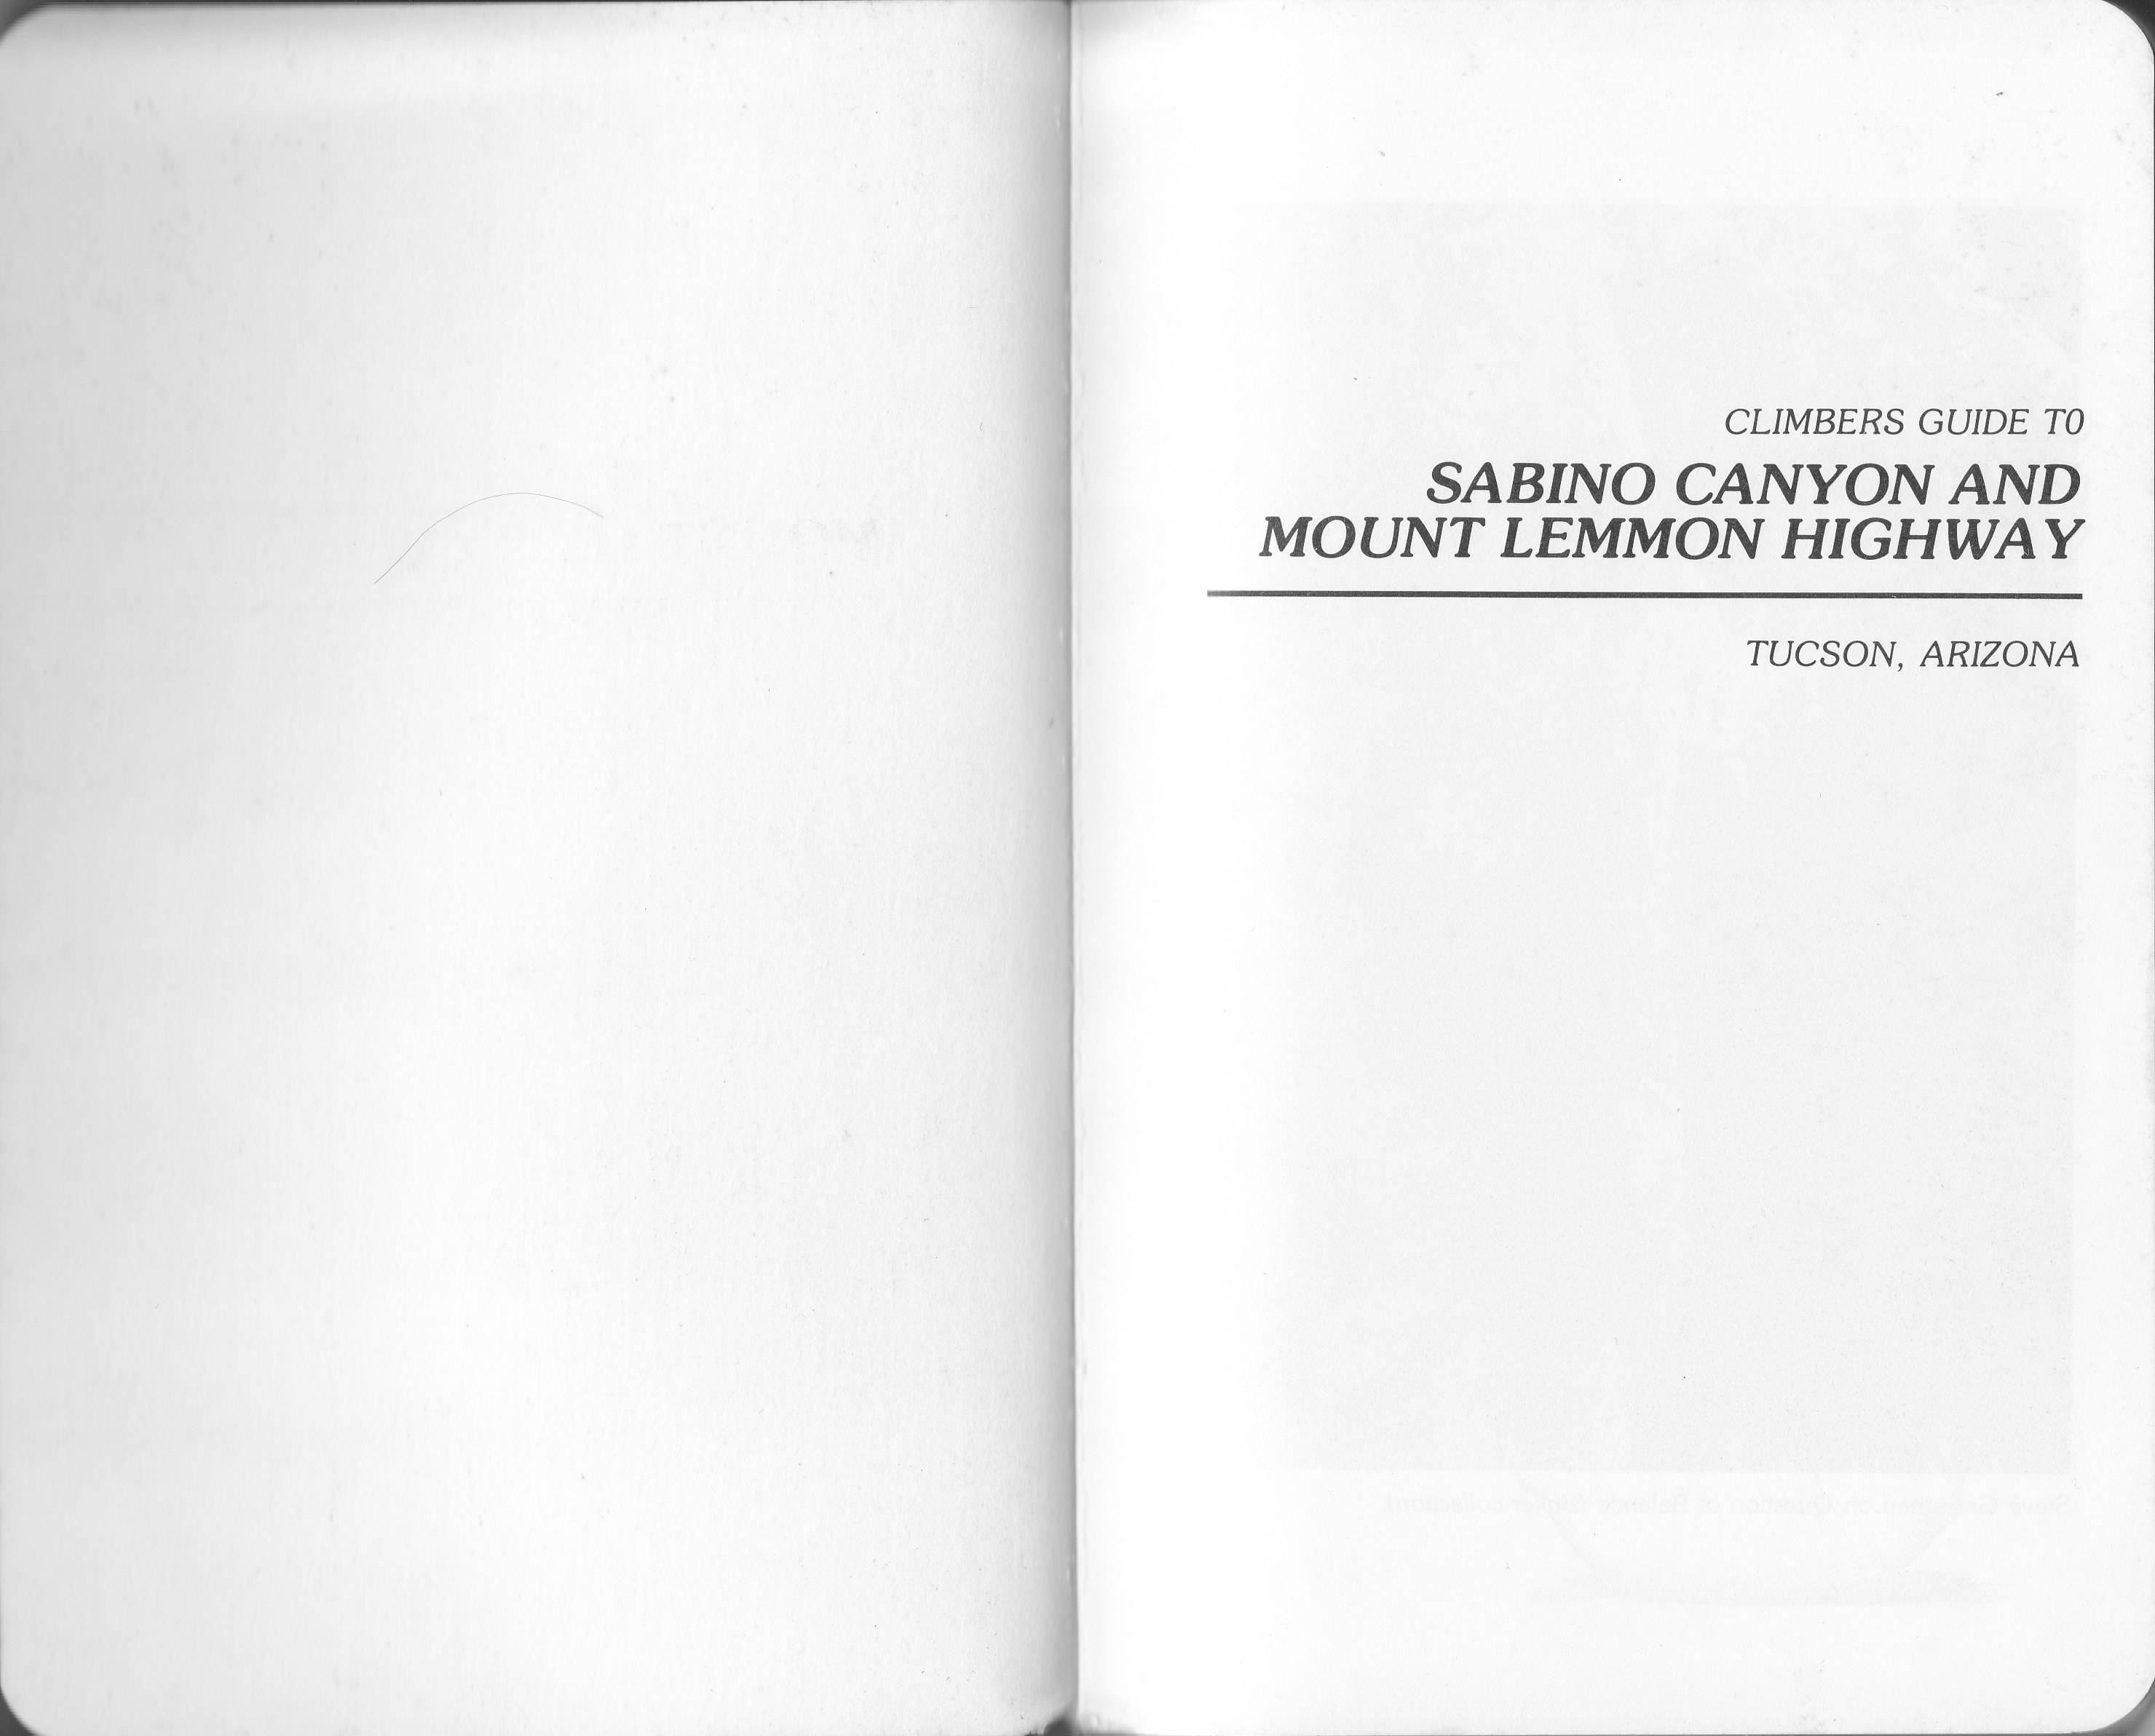 CLIMBERS GUIDE TO
SABINO CANYON AND
MOUNT LEMMON HIGHWAY
TUCSON, ARIZONA